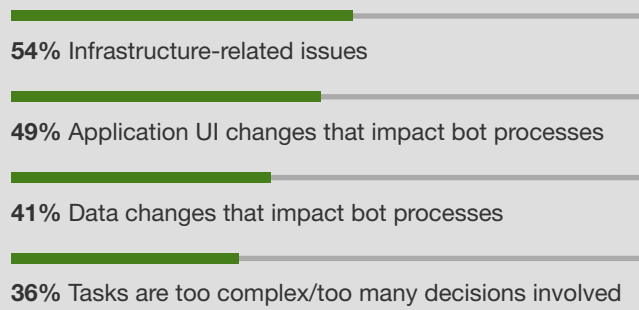 54% Infrastructure-related issues
49% Application UI changes that impact bot processes
41% Data changes that impact bot processes
36% Tasks are too complex/too many decisions involved